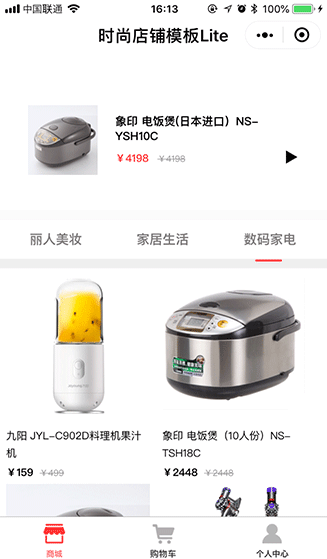 中国联通 16:13 100%
时尚店铺模板Lite
象印 电饭煲(日本进口）NS-
YSH10C
￥4198 ￥4198
丽人美妆 家居生活 数码家电
九阳 JYL-C902D料理机果汁
机
￥159 ￥499
象印 电饭煲（10人份）NS-
TSH18C
￥2448 ￥2448
商城 购物车 个人中心